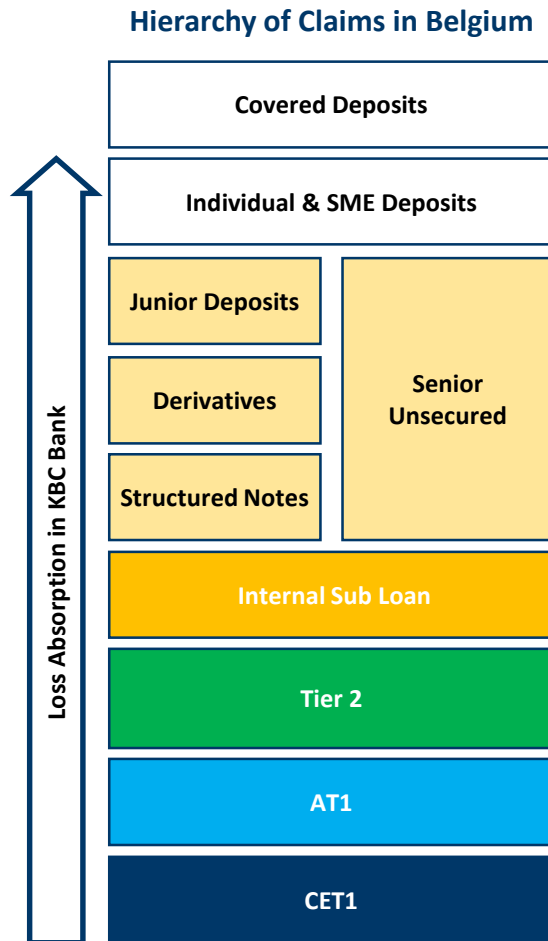 Hierarchy of Claims in Belgium
Covered Deposits
Individual & SME Deposits
Junior Deposits
Derivatives
Structured Notes
Senior
Unsecured
Internal Sub Loan
Tier 2
AT1
CET1
Loss Absorption in KBC Bank